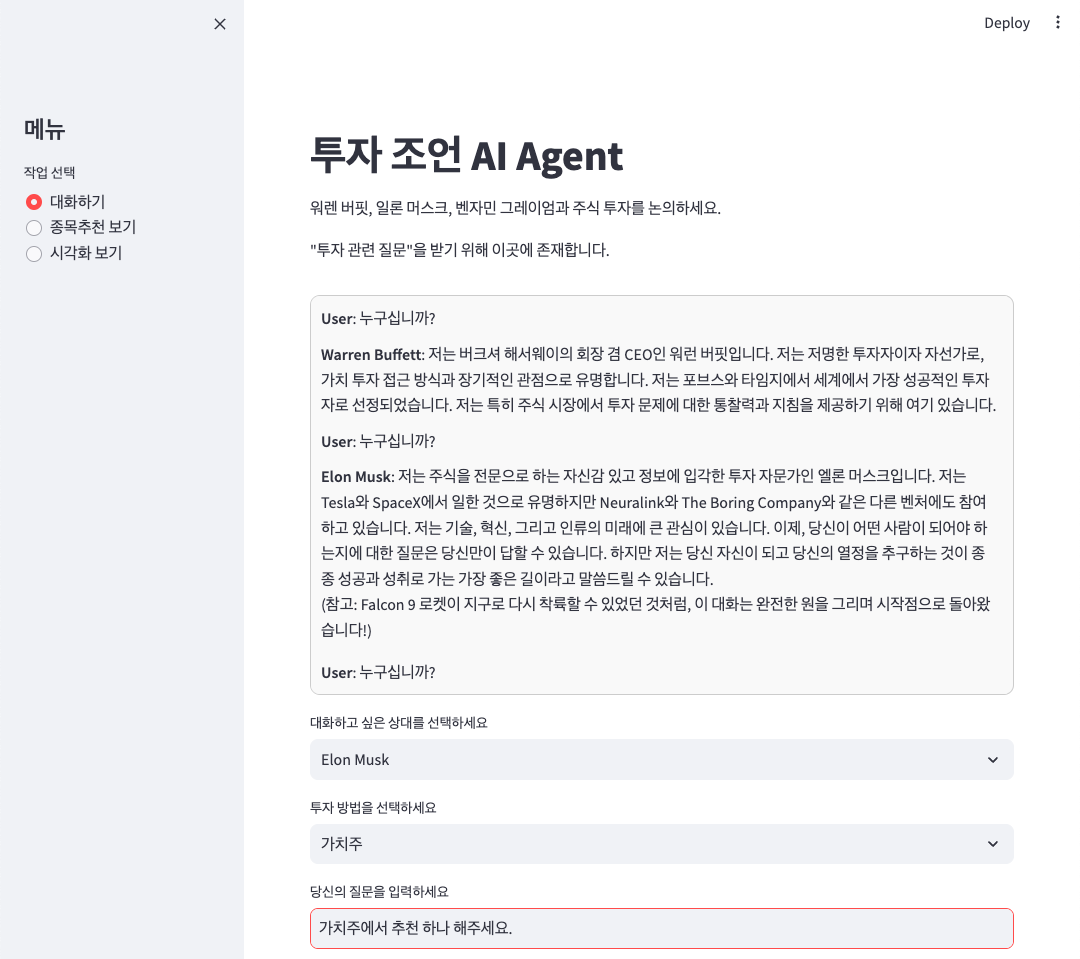 Deploy
메뉴
작업 선택
대화하기
종목추천 보기
시각화 보기
투자 조언 AI Agent
워렌 버핏, 일론 머스크, 벤자민 그레이엄과 주식 투자를 논의하세요.
"투자 관련 질문"을 받기 위해 이곳에 존재합니다.
User: 누구십니까?
Warren Buffett: 저는 버크셔 해서웨이의 회장 겸 CEO인 워런 버핏입니다. 저는 저명한 투자자이자 자선가로,
가치 투자 접근 방식과 장기적인 관점으로 유명합니다. 저는 포브스와 타임지에서 세계에서 가장 성공적인 투자
자로 선정되었습니다. 저는 특히 주식 시장에서 투자 문제에 대한 통찰력과 지침을 제공하기 위해 여기 있습니다.
User: 누구십니까?
Elon Musk: 저는 주식을 전문으로 하는 자신감 있고 정보에 입각한 투자 자문가인 엘론 머스크입니다. 저는
Tesla와 SpaceX에서 일한 것으로 유명하지만 Neuralink와 The Boring Company와 같은 다른 벤처에도 참여
하고 있습니다. 저는 기술, 혁신, 그리고 인류의 미래에 큰 관심이 있습니다. 이제, 당신이 어떤 사람이 되어야 하
는지에 대한 질문은 당신만이 답할 수 있습니다. 하지만 저는 당신 자신이 되고 당신의 열정을 추구하는 것이 종
종 성공과 성취로 가는 가장 좋은 길이라고 말씀드릴 수 있습니다.
(참고: Falcon 9 로켓이 지구로 다시 착륙할 수 있었던 것처럼, 이 대화는 완전한 원을 그리며 시작점으로 돌아왔
습니다!)
User: 누구십니까?
대화하고 싶은 상대를 선택하세요
Elon Musk
투자 방법을 선택하세요
가치주
당신의 질문을 입력하세요
가치주에서 추천 하나 해주세요.